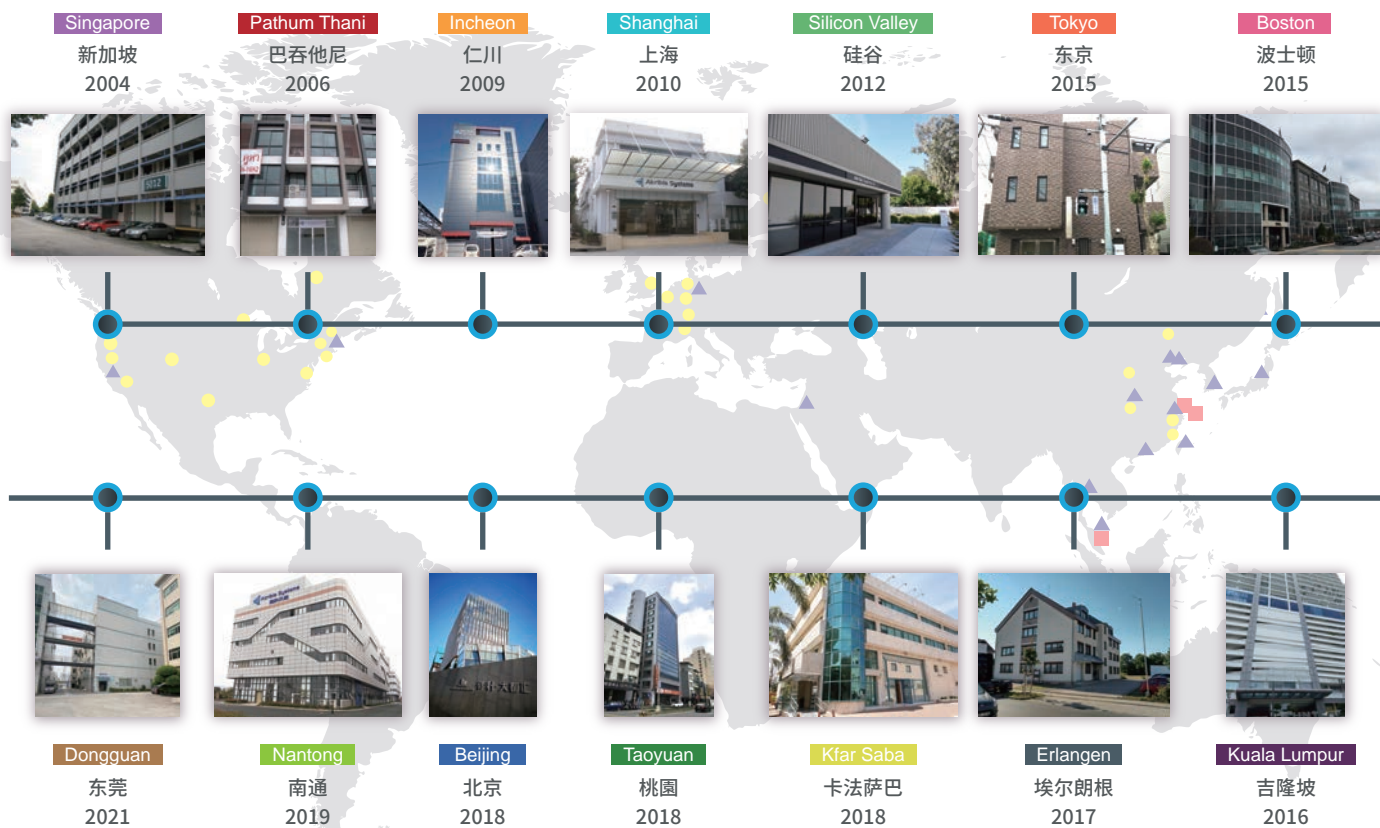 Singapore
新加坡
2004
Pathum Thani
巴吞他尼
2006
Incheon
仁川
2009
Shanghai
上海
2010
Silicon Valley
硅谷
2012
Tokyo
东京
2015
Boston
波士顿
2015
5012
Systems
Systems
Dongguan
东莞
2021
Nantong
南通
2019
Beijing
北京
2018
Taoyuan
桃園
2018
Kfar Saba
卡法萨巴
2018
Erlangen
埃尔朗根
2017
Kuala Lumpur
吉隆坡
2016